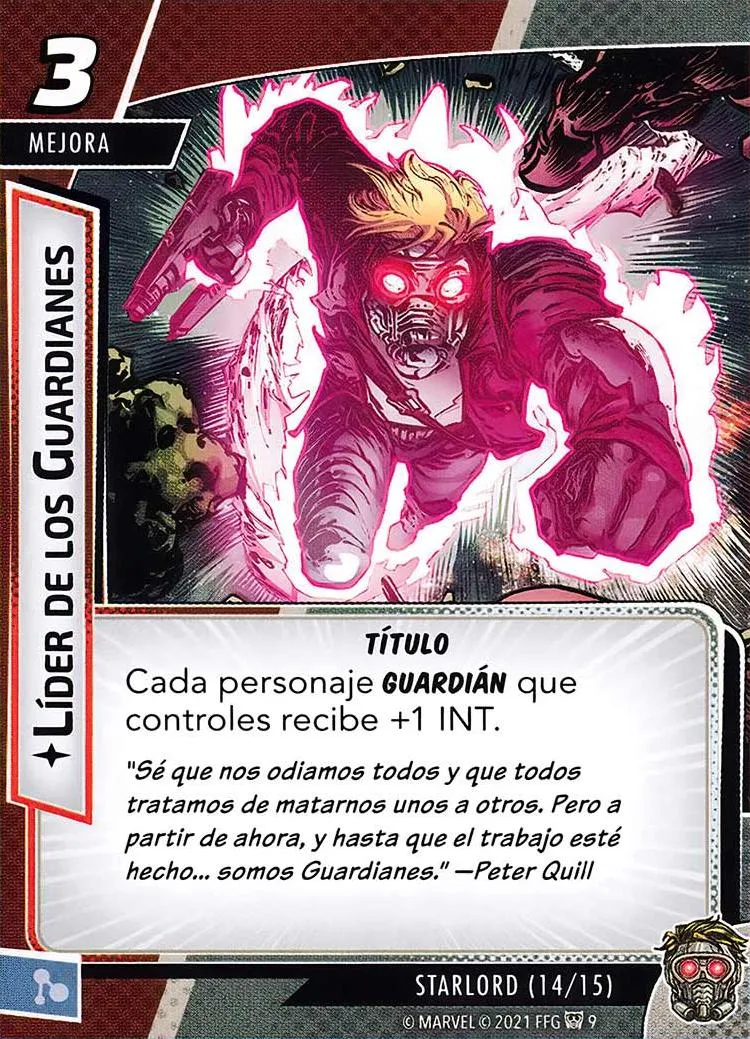 3
MEJORA
LÍDER DE LOS GUARDIANES
TÍTULO
Cada personaje GUARDIÁN que
controles recibe +1 INT.
"Sé que nos odiamos todos y que todos
tratamos de matarnos unos a otros. Pero a
partir de ahora, y hasta que el trabajo esté
hecho... somos Guardianes." —Peter Quill
STARLORD (14/15)
© MARVEL © 2021 FFG 9